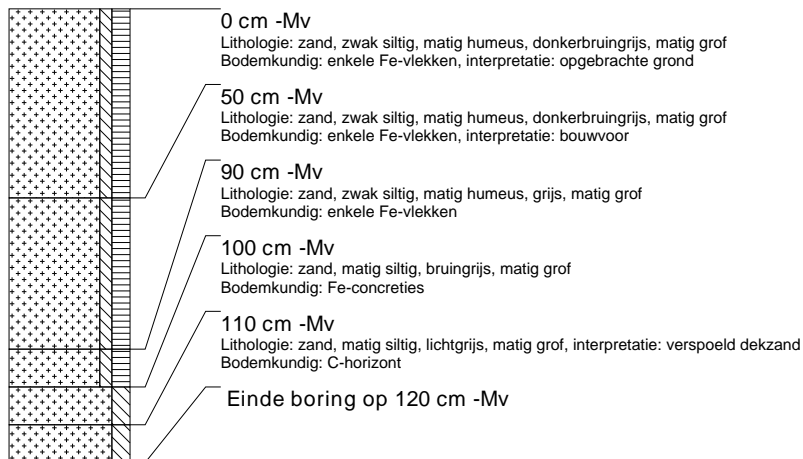 0 cm -Mv
Lithologie: zand, zwak siltig, matig humeus, donkerbruingrijs, matig grof
Bodemkundig: enkele Fe-vlekken, interpretatie: opgebrachte grond
50 cm -Mv
Lithologie: zand, zwak siltig, matig humeus, donkerbruingrijs, matig grof
Bodemkundig: enkele Fe-vlekken, interpretatie: bouwvoor
90 cm -Mv
Lithologie: zand, zwak siltig, matig humeus, grijs, matig grof
Bodemkundig: enkele Fe-vlekken
100 cm -Mv
Lithologie: zand, matig siltig, bruingrijs, matig grof
Bodemkundig: Fe-concreties
110 cm -Mv
Lithologie: zand, matig siltig, lichtgrijs, matig grof, interpretatie: verspoeld dekzand
Bodemkundig: C-horizont
Einde boring op 120 cm -Mv